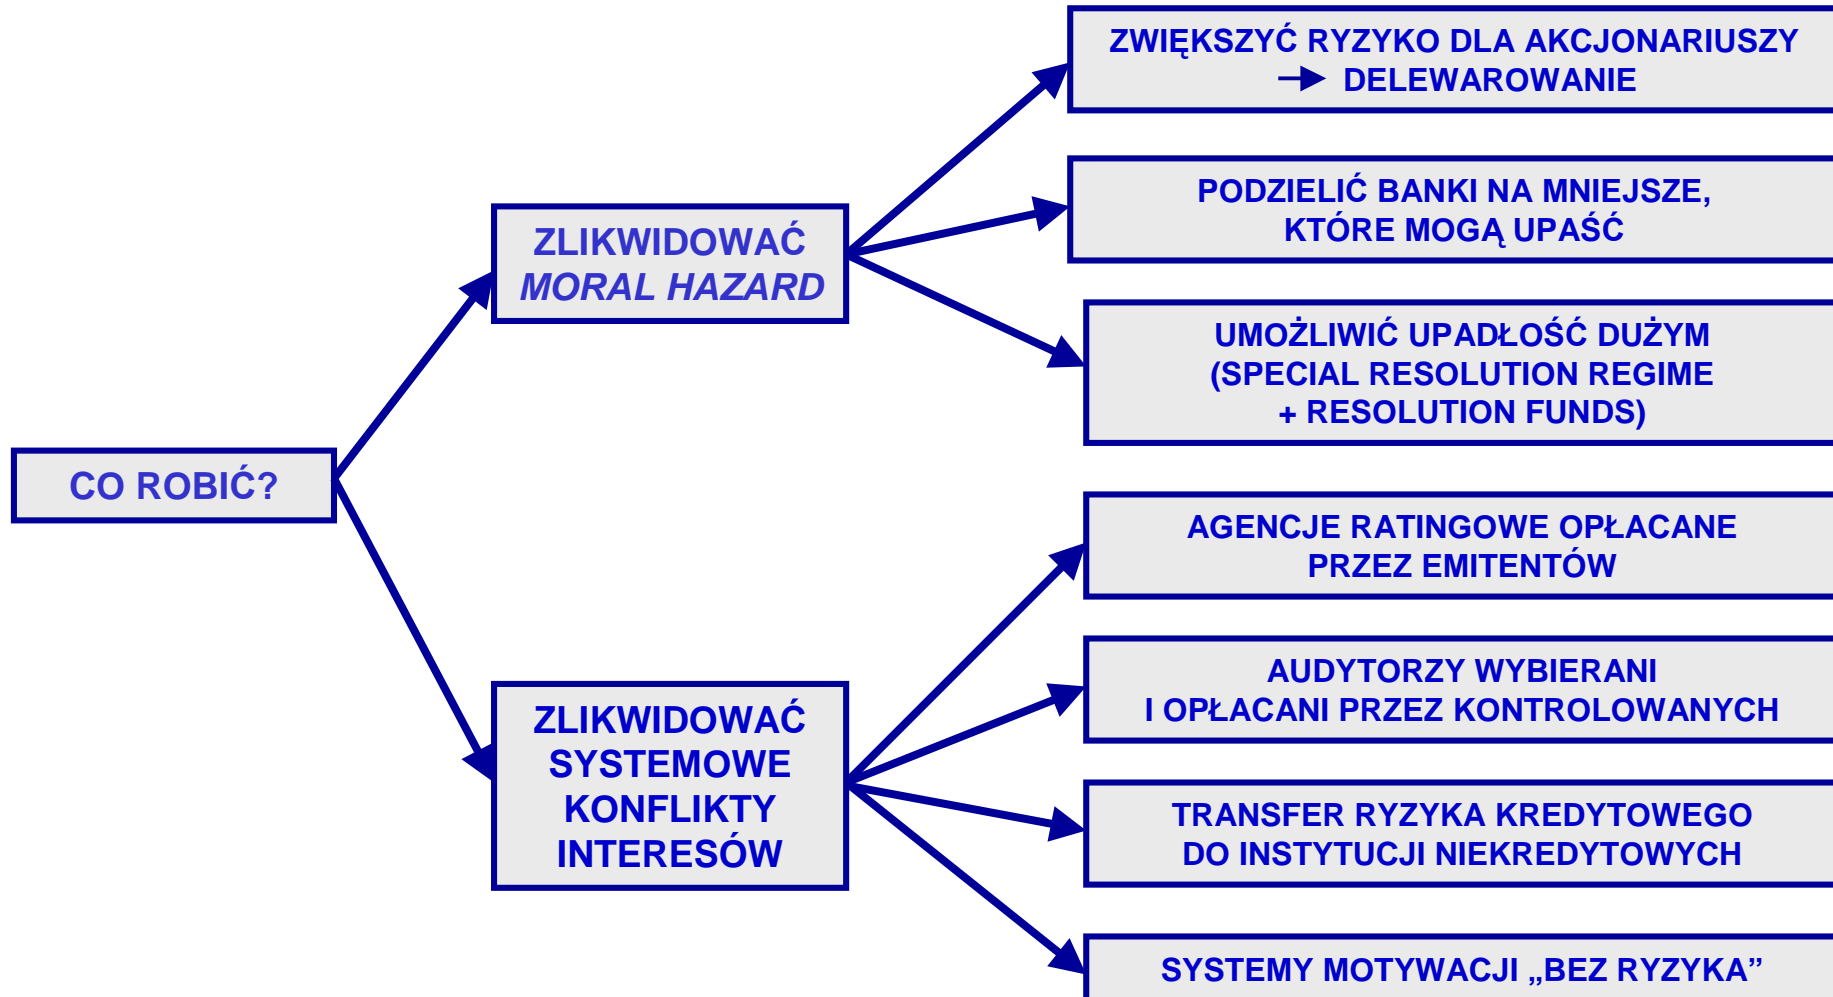 CO ROBIĆ?
ZLIKWIDOWAĆ
MORAL HAZARD
ZWIĘKSZYĆ RYZYKO DLA AKCJONARIUSZY
DELEWAROWANIE
PODZIELIĆ BANKI NA MNIEJSZE,
KTÓRE MOGĄ UPAŚĆ
UMOŻLIWIĆ UPADŁOŚĆ DUŻYM
(SPECIAL RESOLUTION REGIME
+ RESOLUTION FUNDS)
ZLIKWIDOWAĆ
SYSTEMOWE
KONFLIKTY
INTERESÓW
AGENCJE RATINGOWE OPŁACANE
PRZEZ EMITENTÓW
AUDYTORZY WYBIERANI
I OPŁACANI PRZEZ KONTROLOWANYCH
TRANSFER RYZYKA KREDYTOWEGO
DO INSTYTUCJI NIEKREDYTOWYCH
SYSTEMY MOTYWACJI „BEZ RYZYKA”